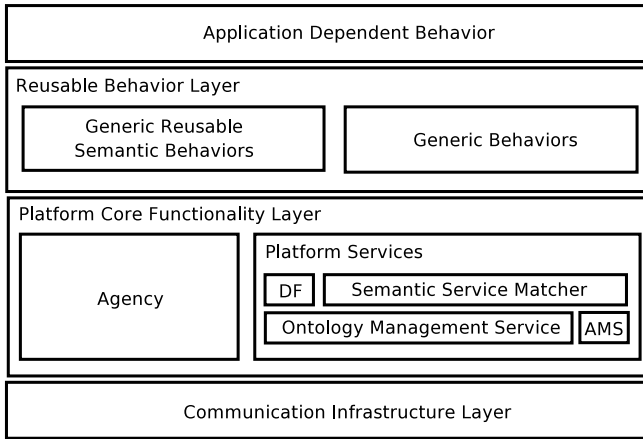 Application Dependent Behavior
Reusable Behavior Layer
Generic Reusable
Semantic Behaviors
Generic Behaviors
Platform Core Functionality Layer
Agency
Platform Services
DF
Semantic Service Matcher
Ontology Management Service
AMS
Communication Infrastructure Layer